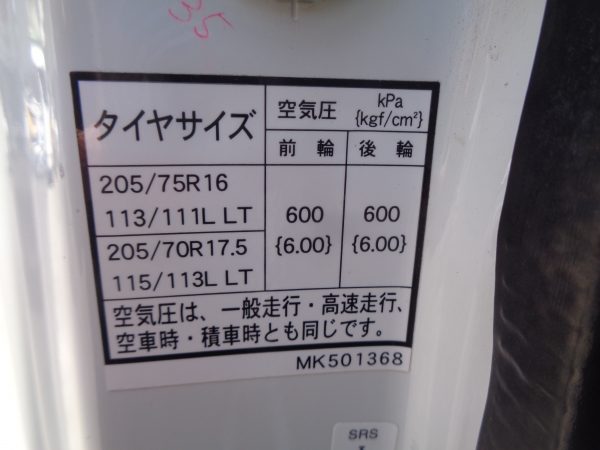 35
タイヤサイズ
空気圧 kPa
{kgf/cm²}
前輪 後輪
205/75R16
113/111L LT
205/70R17.5
115/113L LT
600 600
{6.00} {6.00}
空気圧は、一般走行・高速走行、
空車時・積車時とも同じです。
MK501368
SRS